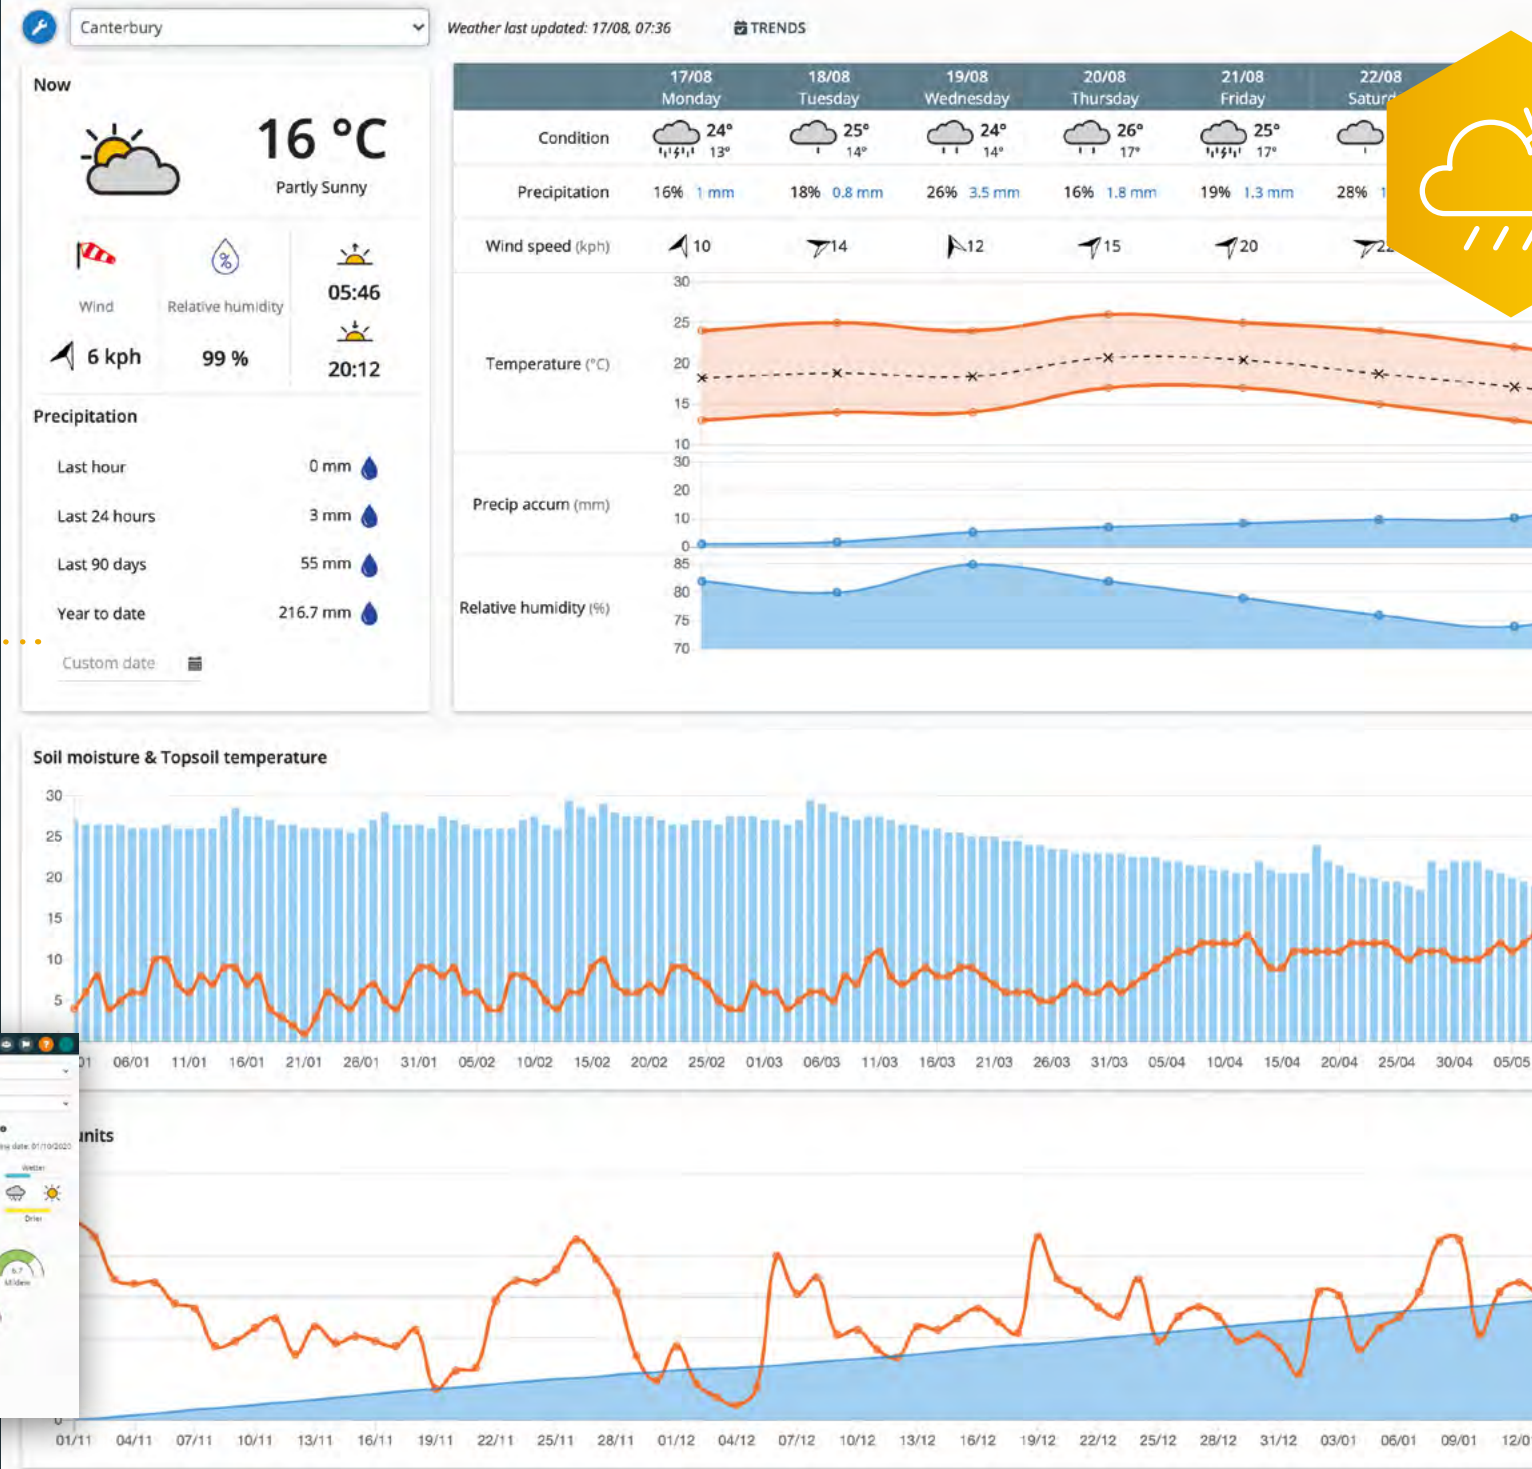 Canterbury
Weather last updated: 17/08, 07:36
TRENDS
Now
16 °C
Partly Sunny
Wind
Relative humidity
05:46
6 kph
99 %
20:12
Precipitation
Last hour 0 mm
Last 24 hours 3 mm
Last 90 days 55 mm
Year to date 216.7 mm
Custom date
17/08 18/08 19/08 20/08 21/08 22/08
Monday Tuesday Wednesday Thursday Friday
Condition 24° 25° 24° 26° 25°
13° 14° 14° 17° 17°
Precipitation 16% 1 mm 18% 0.8 mm 26% 3.5 mm 16% 1.8 mm 19% 1.3 mm 28%
Wind speed (kph) 10 14 12 15 20 22
Temperature (°C)
30
25
20
15
10
Precip accum (mm)
30
20
10
0
Relative humidity (%)
85
80
75
70
Soil moisture & Topsoil temperature
30
25
20
15
10
5
06/01 11/01 16/01 21/01 26/01 31/01 05/02 10/02 15/02 20/02 25/02 01/03 06/03 11/03 16/03 21/03 26/03 31/03 05/04 10/04 15/04 20/04 25/04 30/04 05/05
units
date: 01/10/2020
Wetter
Drier
6.7
Mildew
0
01/11 04/11 07/11 10/11 13/11 16/11 19/11 22/11 25/11 28/11 01/12 04/12 07/12 10/12 13/12 16/12 19/12 22/12 25/12 28/12 31/12 03/01 06/01 09/01